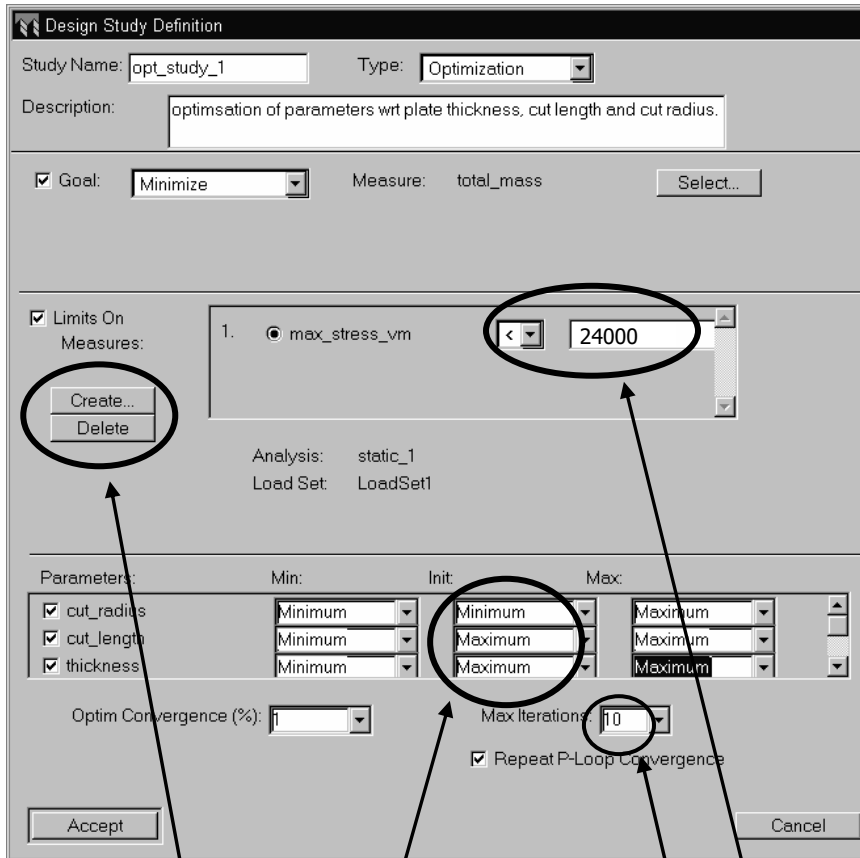 Design Study Definition
Study Name: opt_study_1 Type: Optimization
Description: optimsation of parameters wrt plate thickness, cut length and cut radius.
Goal: Minimize Measure: total_mass Select...
Limits On
Measures:
1. max_stress_vm < 24000
Create...
Delete
Analysis: static_1
Load Set: LoadSet1
Parameters: Min: Init: Max:
cut_radius Minimum Minimum Maximum
cut_length Minimum Maximum Maximum
thickness Minimum Maximum Maximum
Optim Convergence (%): 1 Max Iterations: 10
Repeat P-Loop Convergence
Accept Cancel